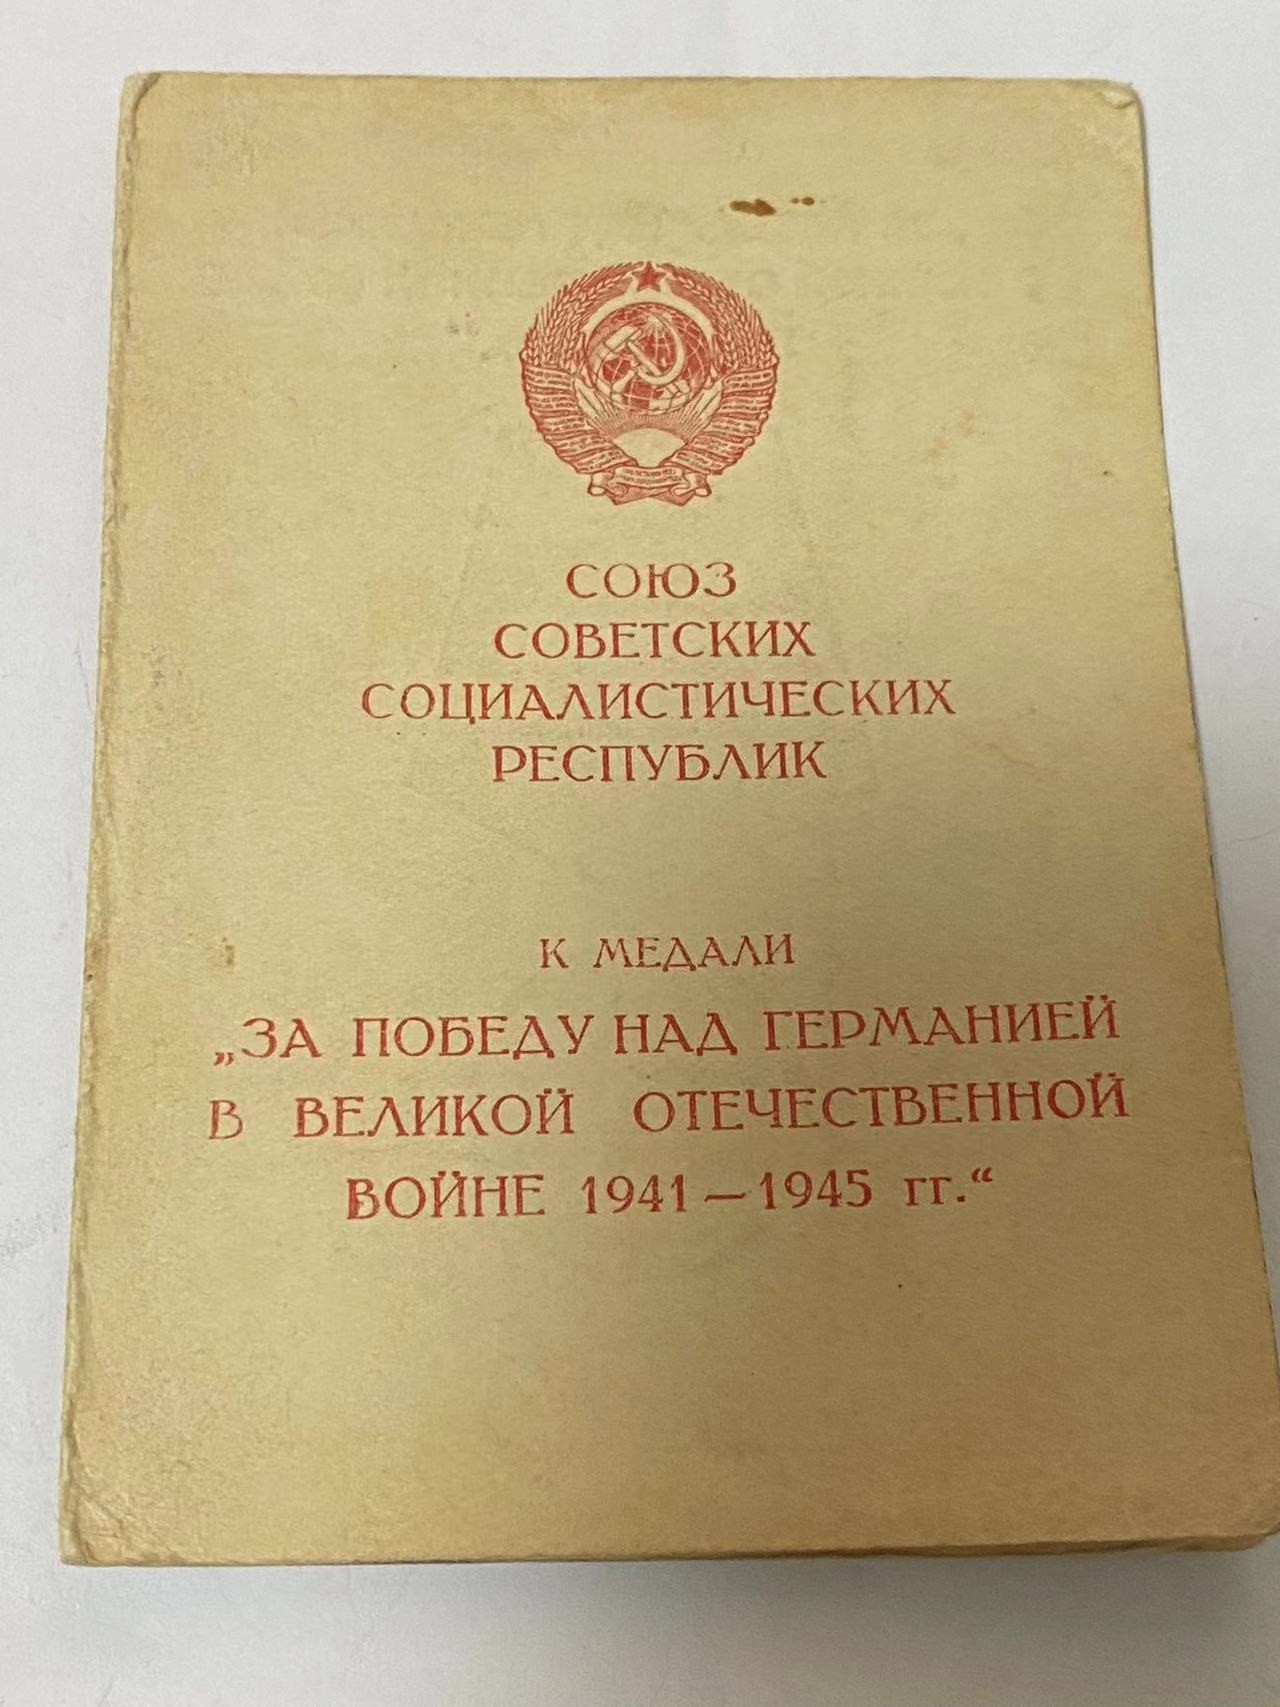 СОЮЗ
СОВЕТСКИХ
СОЦИАЛИСТИЧЕСКИХ
РЕСПУБЛИК
К МЕДАЛИ
„ЗА ПОБЕДУ НАД ГЕРМАНИЕЙ
В ВЕЛИКОЙ ОТЕЧЕСТВЕННОЙ
ВОЙНЕ 1941—1945 гг.“